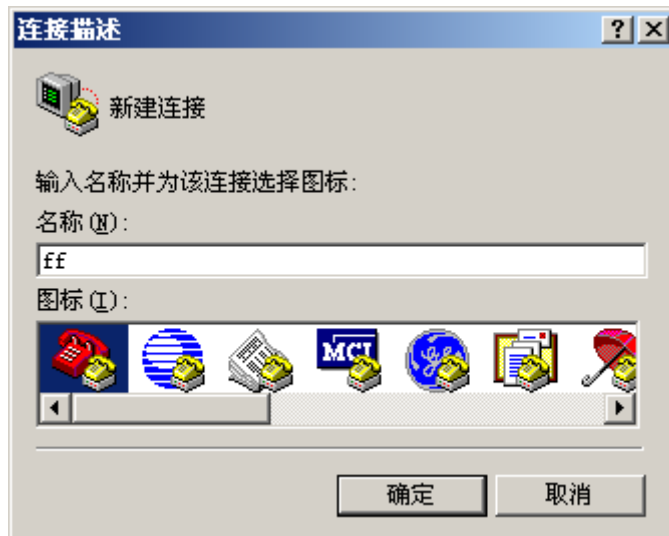 连接描述
新建连接
输入名称并为该连接选择图标:
名称(N):
ff
图标(I):
MCI
确定
取消